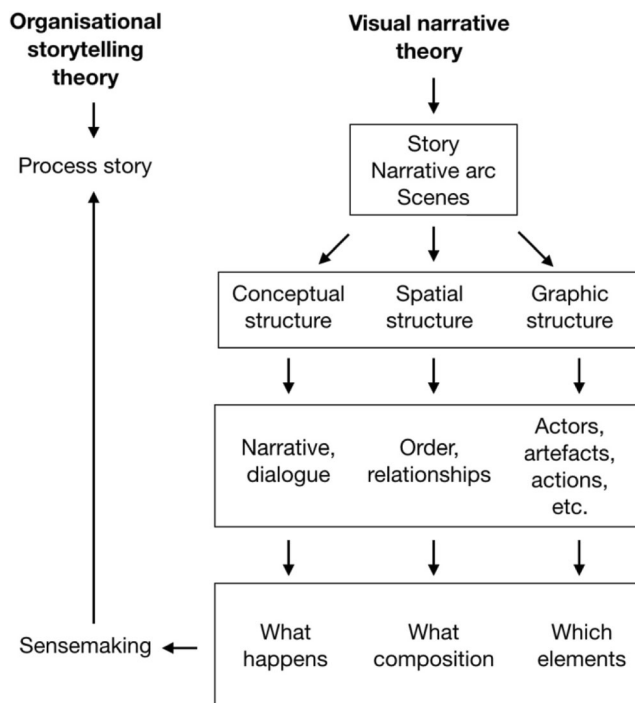 Organisational
storytelling
theory
Process story
Sensemaking
Visual narrative
theory
Story
Narrative arc
Scenes
Conceptual
structure
Spatial
structure
Graphic
structure
Narrative,
dialogue
Order,
relationships
Actors,
artefacts,
actions,
etc.
What
happens
What
composition
Which
elements